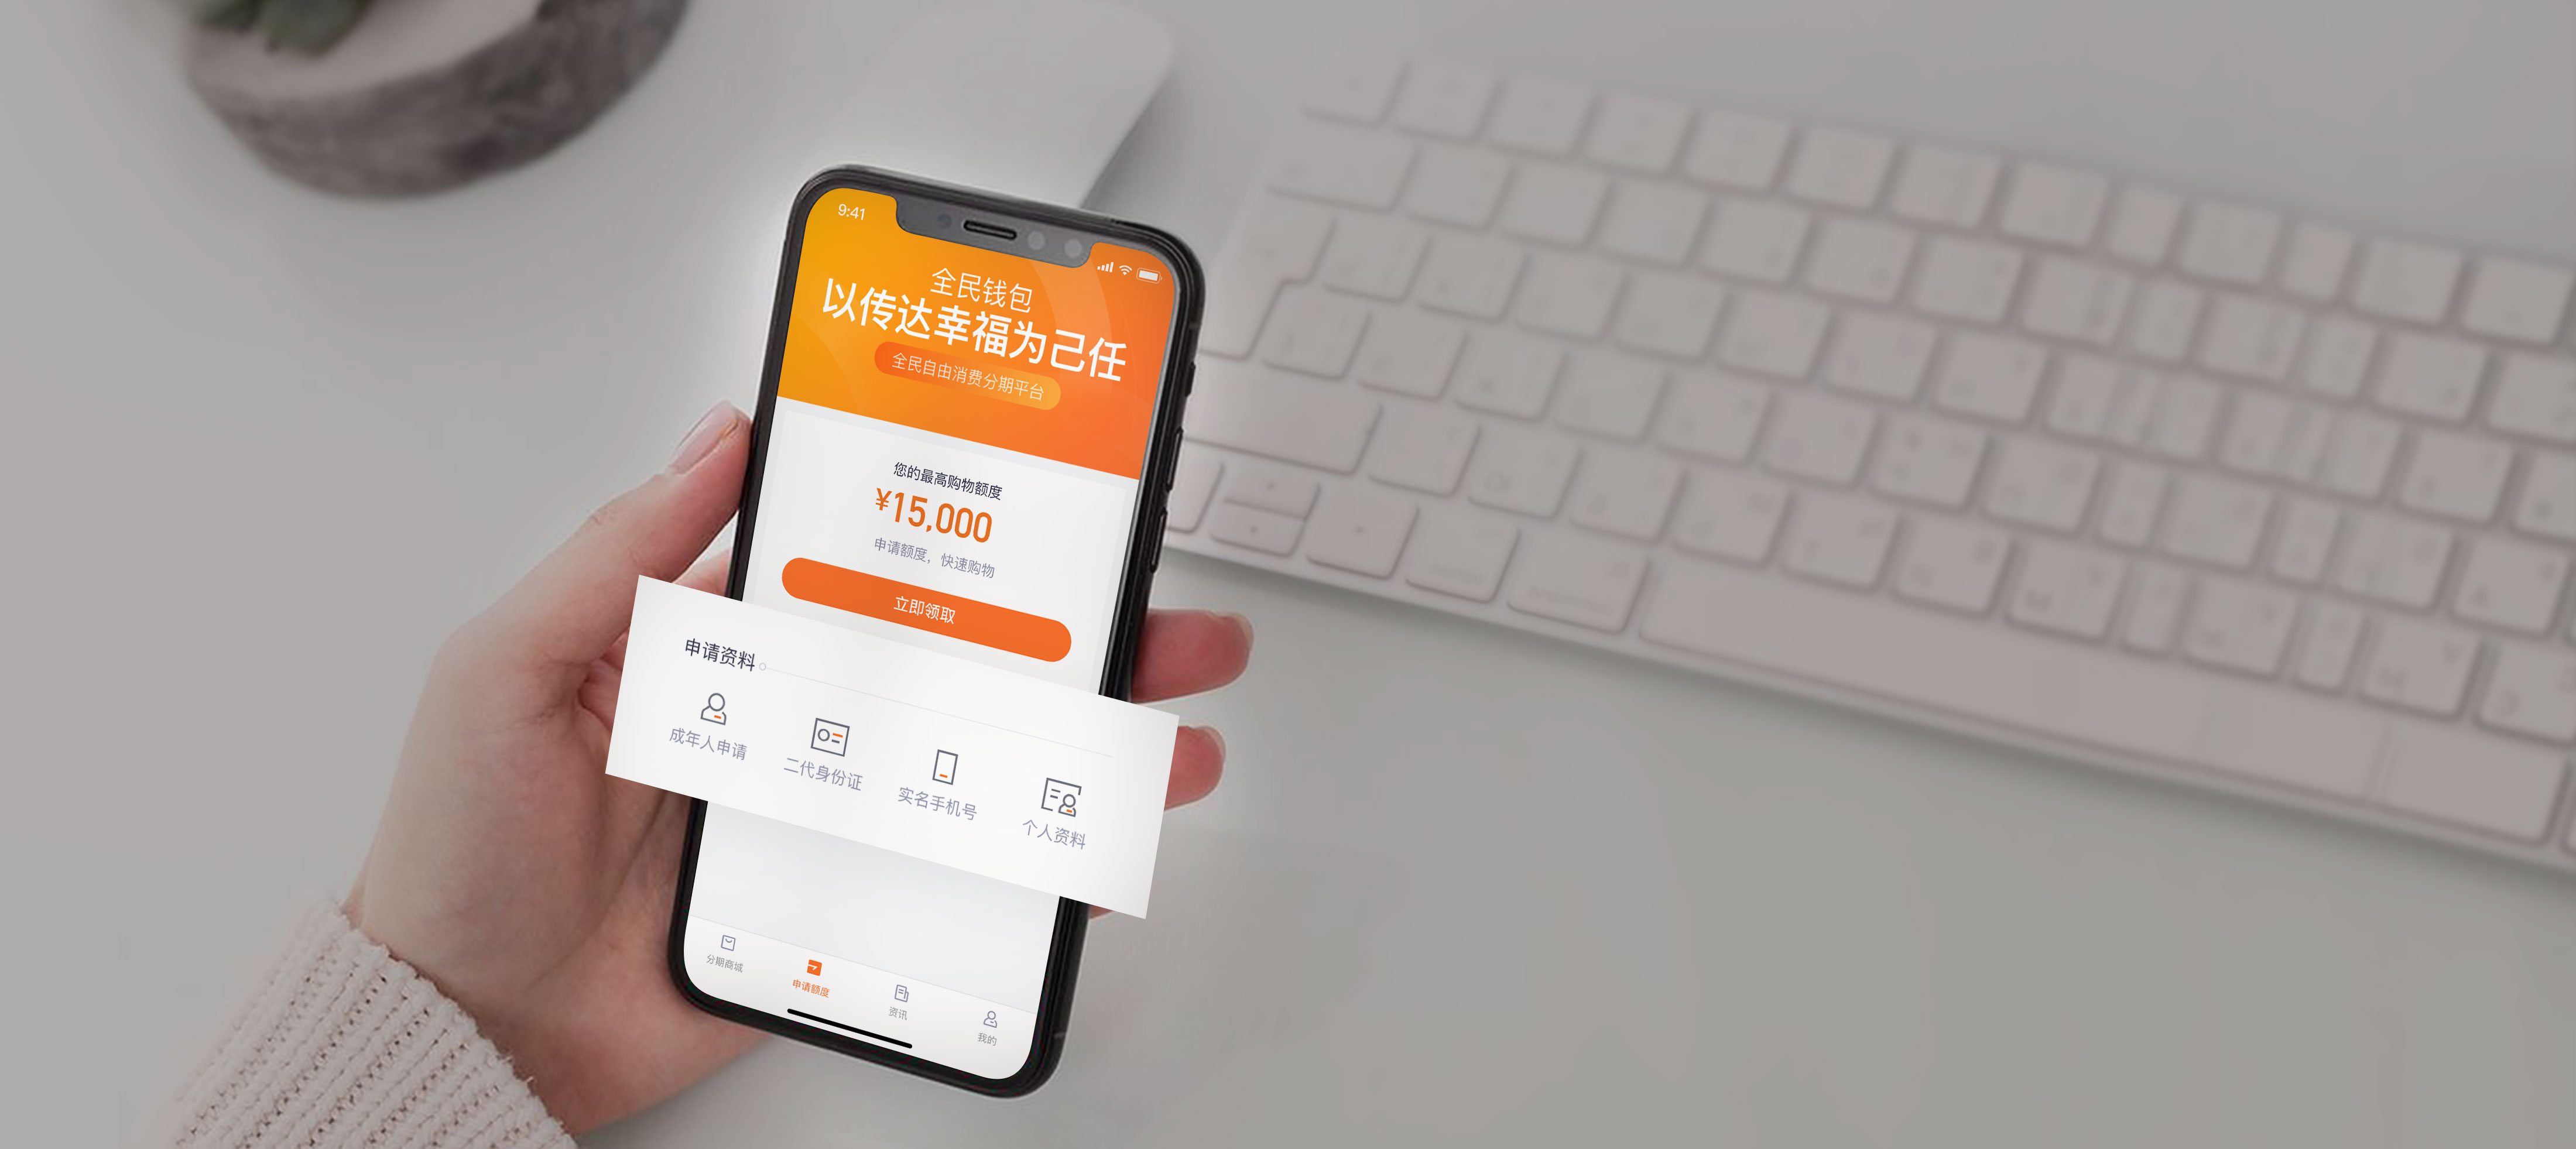 9:41
全民钱包
以传达幸福为己任
全民自由消费分期平台
您的最高购物额度
¥15,000
申请额度，快速购物
立即领取
申请资料
成年人申请
二代身份证
实名手机号
个人资料
分期商城
申请额度
资讯
我的